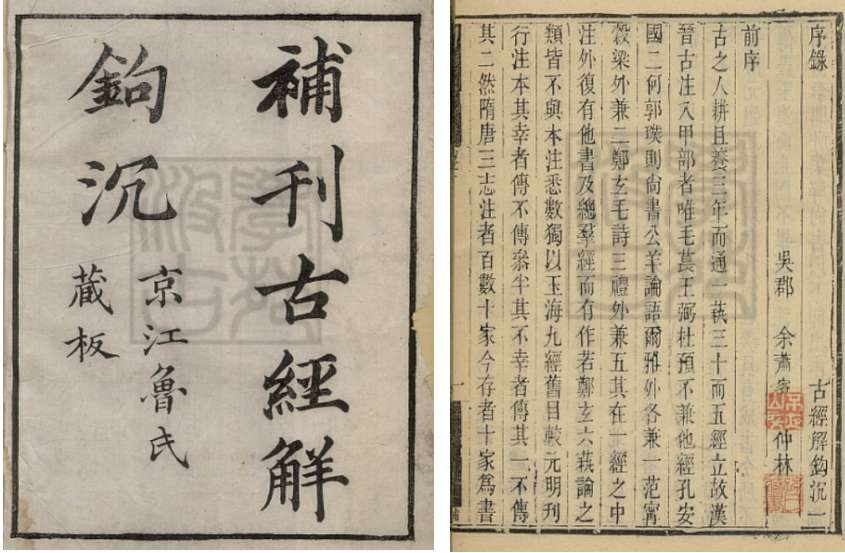 補刊古經解
鉤沉
京江魯氏
藏板
序錄 古經解鉤沉一
吳郡 余蕭客 仲林
前序
古之人耕且養三年而通一蓺三十而五經立故漢
晉古注入甲部者唯毛萇王弼杜預不兼他經孔安
國二何郭璞則尚書公羊論語爾雅外各兼一范甯
穀梁外兼二鄭玄毛詩三禮外兼五其在一經之中
注外復有他書及總羣經而有作若鄭玄六蓺論之
類皆不與本注悉數獨以玉海九經舊目較元明刊
行注本其幸者傳不傳叅半其不幸者傳其一不傳
其二然隋唐三志注者百數十家今存者十家爲書